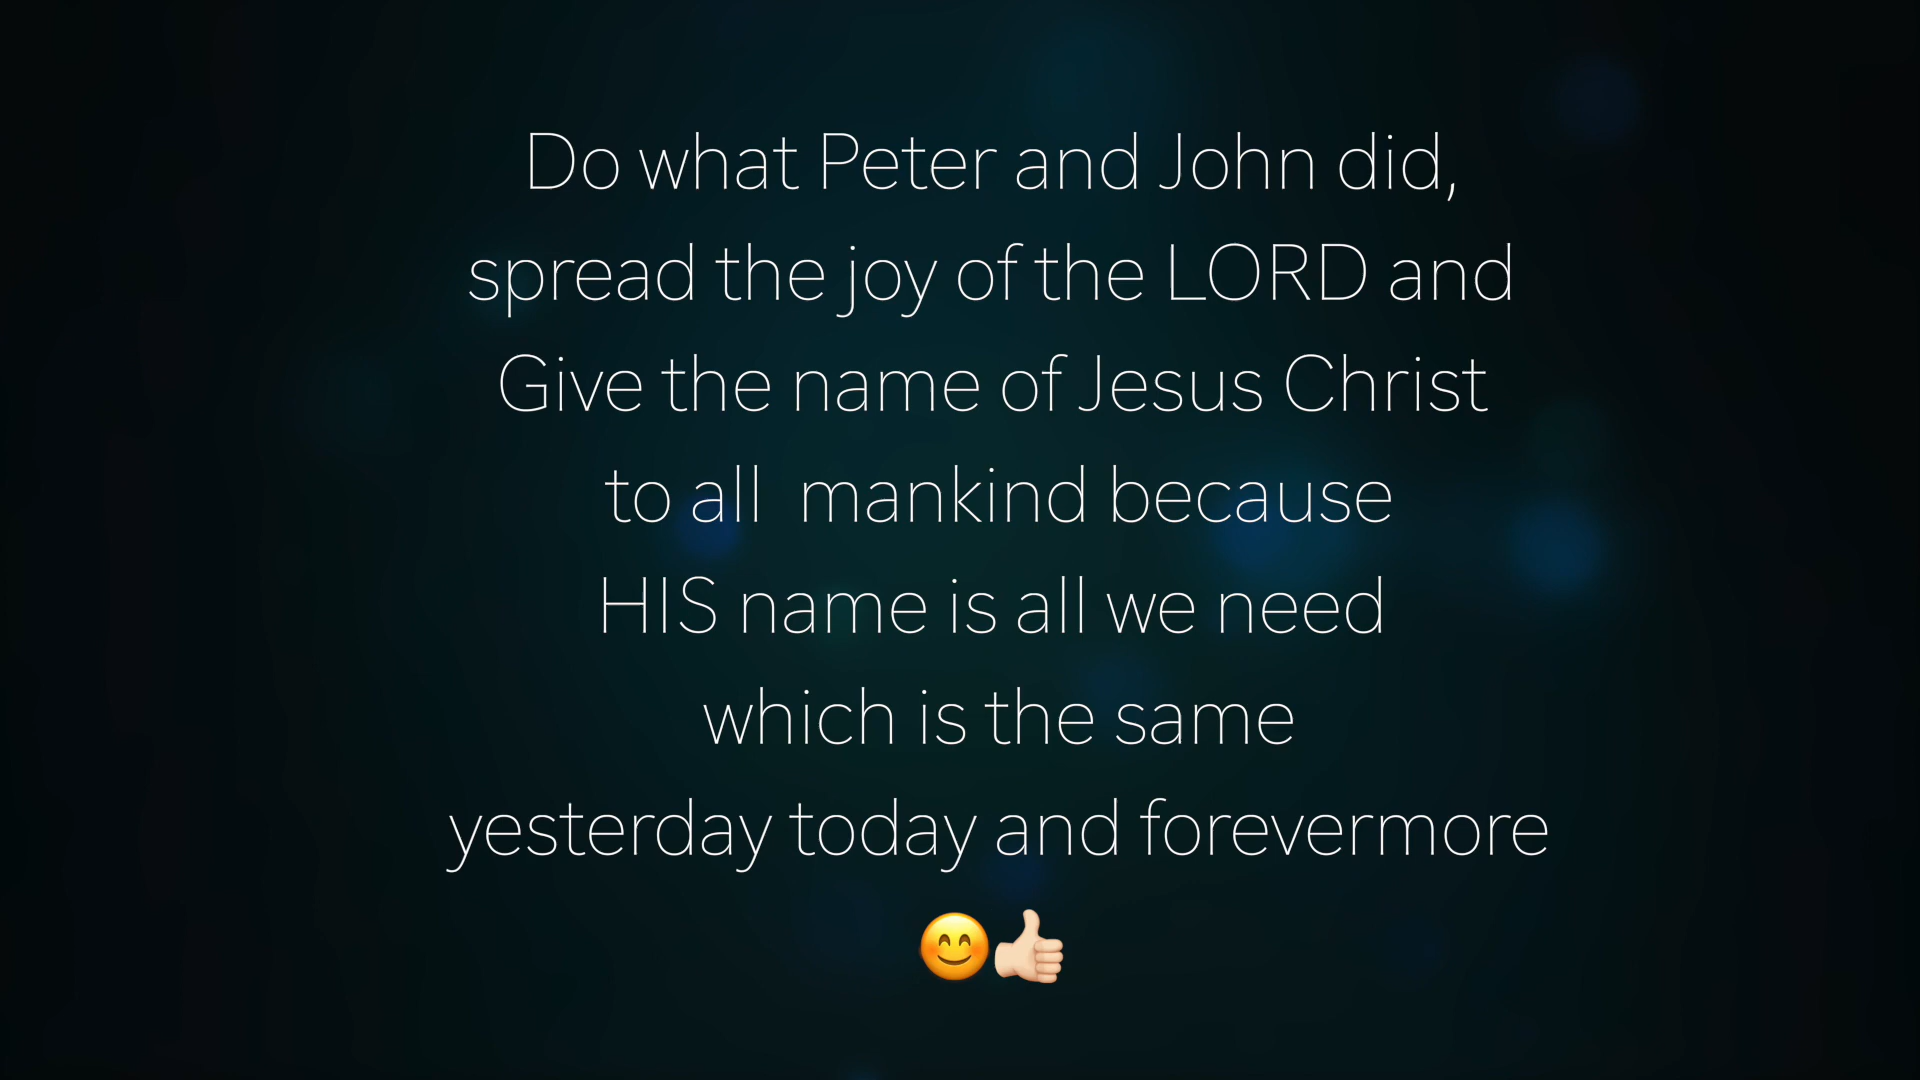 Do what Peter and John did,
spread the joy of the LORD and
Give the name of Jesus Christ
to all  mankind because
HIS name is all we need
which is the same
yesterday today and forevermore
😊👍🏻